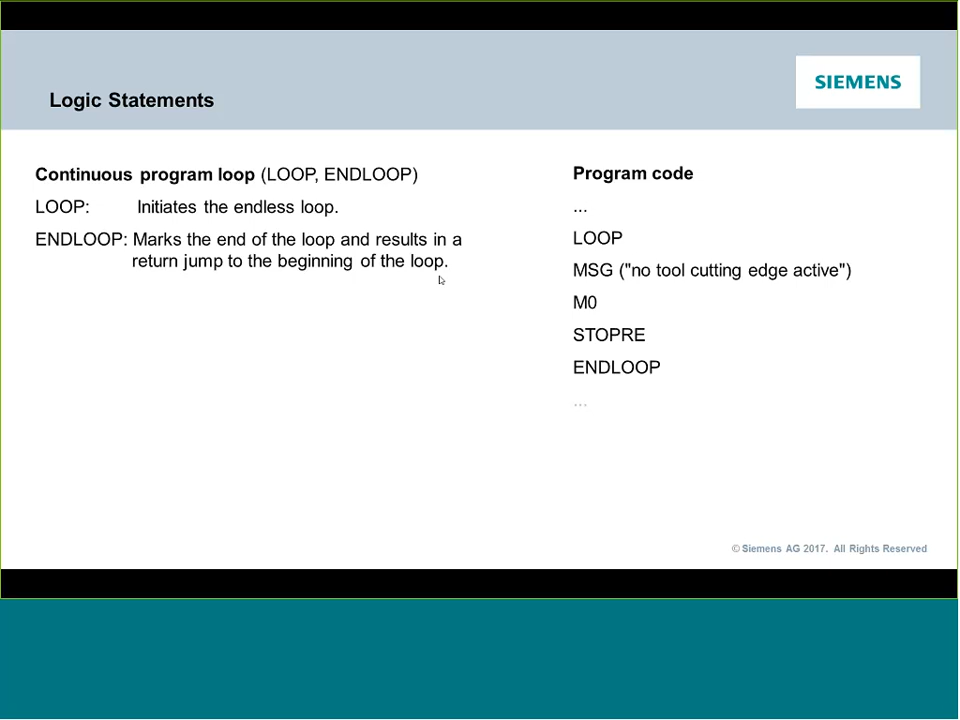 SIEMENS
Logic Statements
Continuous program loop (LOOP, ENDLOOP)
LOOP: Initiates the endless loop.
ENDLOOP: Marks the end of the loop and results in a
return jump to the beginning of the loop.
Program code
...
LOOP
MSG ("no tool cutting edge active")
M0
STOPRE
ENDLOOP
...
© Siemens AG 2017. All Rights Reserved